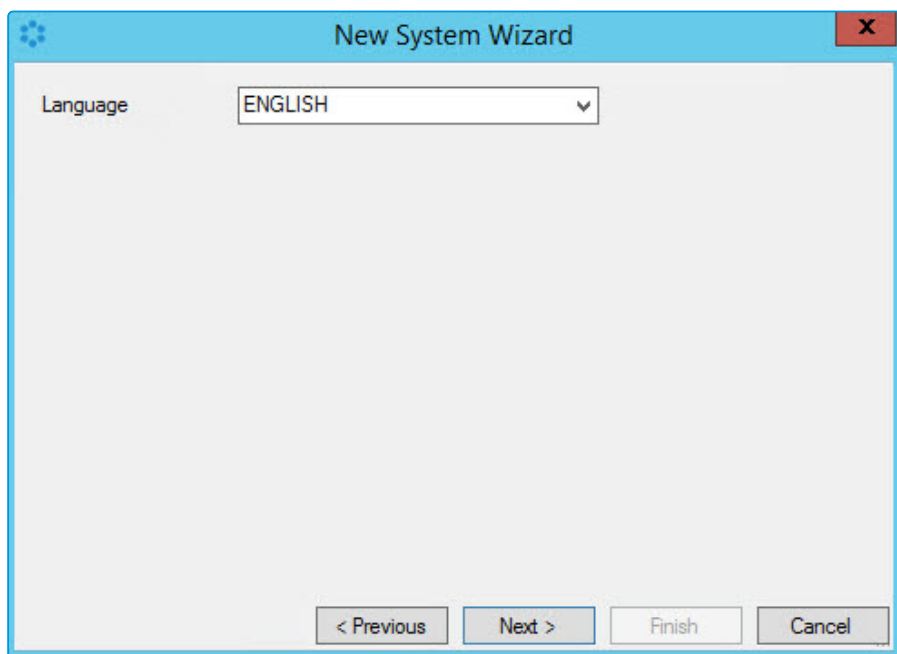 New System Wizard
X
Language ENGLISH
< Previous Next > Finish Cancel